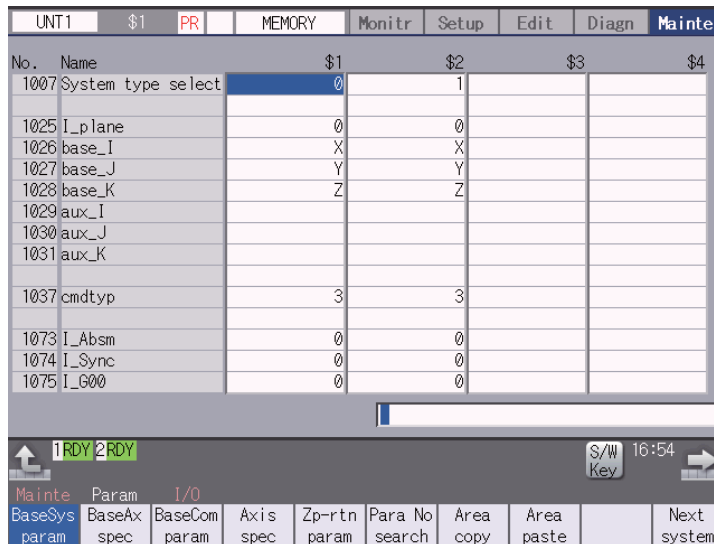 UNT1 $1 PR MEMORY Monitr Setup Edit Diagn Mainte
No. Name $1 $2 $3 $4
1007 System type select 0 1
1025 I_plane 0 0
1026 base_I X X
1027 base_J Y Y
1028 base_K Z Z
1029 aux_I
1030 aux_J
1031 aux_K
1037 cmdtyp 3 3
1073 I_Absm 0 0
1074 I_Sync 0 0
1075 I_G00 0 0
1RDY 2RDY S/W Key 16:54
Mainte Param I/O
BaseSys BaseAx BaseCom Axis Zp-rtn Para No Area Area Next
param spec param spec param search copy paste system